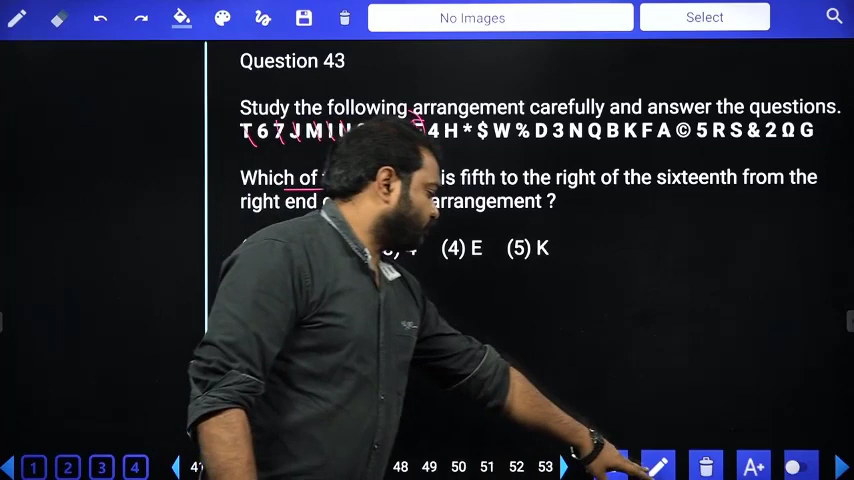 No Images
Select
Question 43
Study the following arrangement carefully and answer the questions.
T 6 7 J M 1 U 4 H * $ W % D 3 N Q B K F A © 5 R S & 2 Ω G
Which of is fifth to the right of the sixteenth from the
right end arrangement ?
(4) E (5) K
1 2 3 4 48 49 50 51 52 53 A+